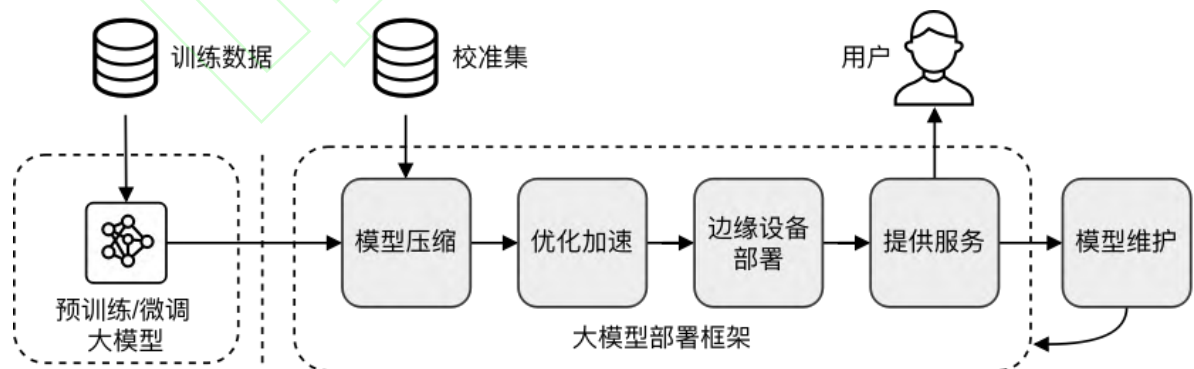 训练数据
校准集
用户
模型压缩
优化加速
边缘设备
部署
提供服务
模型维护
预训练/微调
大模型
大模型部署框架